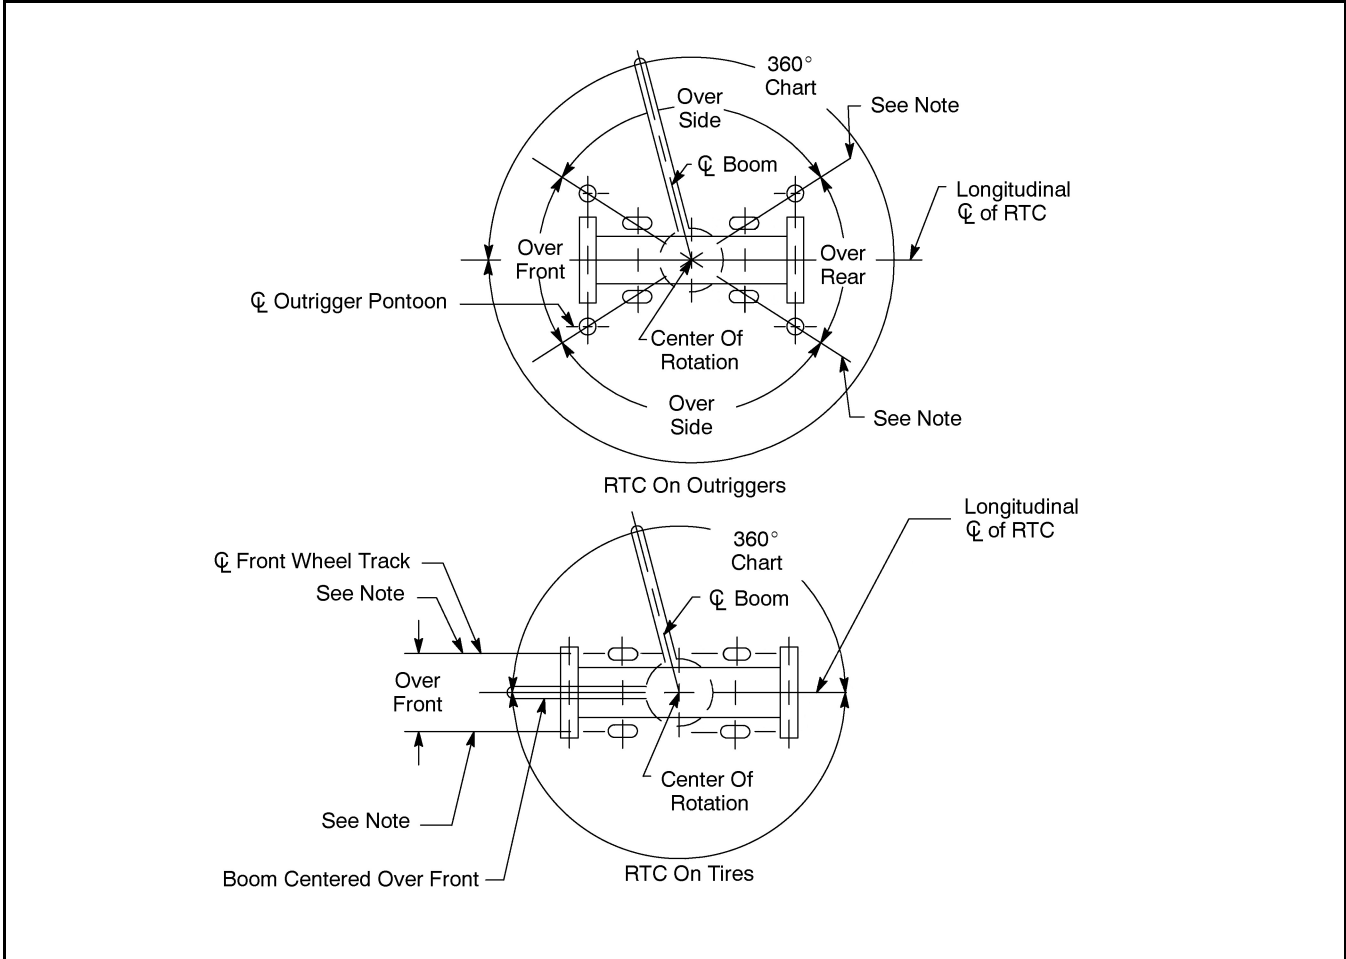 360°
Chart
Over
Side
See Note
℄ Boom
Longitudinal
℄ of RTC
Over
Front
Over
Rear
℄ Outrigger Pontoon
Center Of
Rotation
Over
Side
See Note
RTC On Outriggers
Longitudinal
℄ of RTC
360°
Chart
℄ Front Wheel Track
See Note
℄ Boom
Over
Front
Center Of
Rotation
See Note
Boom Centered Over Front
RTC On Tires